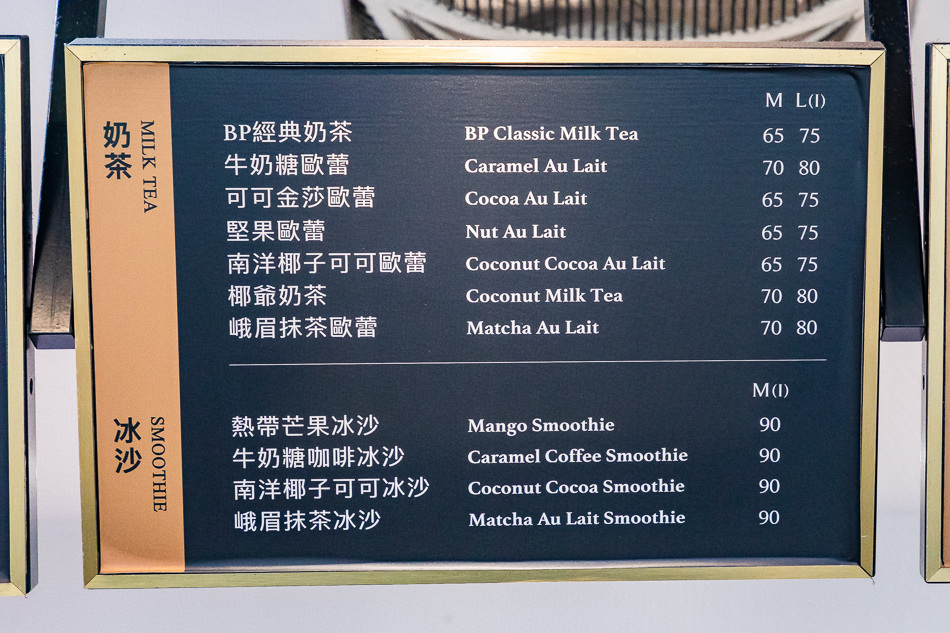 奶茶 MILK TEA
M L(I)
BP經典奶茶 BP Classic Milk Tea 65 75
牛奶糖歐蕾 Caramel Au Lait 70 80
可可金莎歐蕾 Cocoa Au Lait 65 75
堅果歐蕾 Nut Au Lait 65 75
南洋椰子可可歐蕾 Coconut Cocoa Au Lait 65 75
椰爺奶茶 Coconut Milk Tea 70 80
峨眉抹茶歐蕾 Matcha Au Lait 70 80
冰沙 SMOOTHIE
M(I)
熱帶芒果冰沙 Mango Smoothie 90
牛奶糖咖啡冰沙 Caramel Coffee Smoothie 90
南洋椰子可可冰沙 Coconut Cocoa Smoothie 90
峨眉抹茶冰沙 Matcha Au Lait Smoothie 90